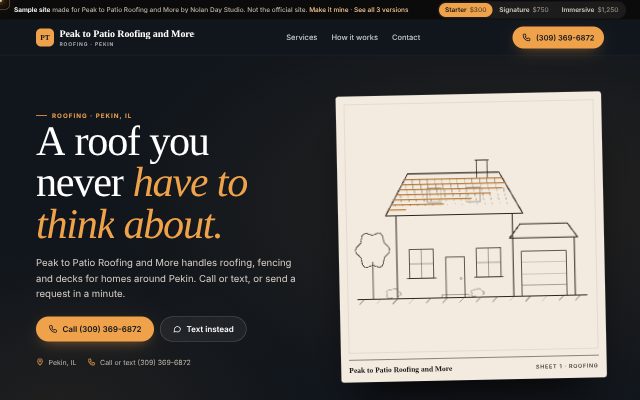 Sample site made for Peak to Patio Roofing and More by Nolan Day Studio. Not the official site. Make it mine · See all 3 versions
Starter $300 Signature $750 Immersive $1,250
PT Peak to Patio Roofing and More
ROOFING · PEKIN
Services How it works Contact
(309) 369-6872
ROOFING · PEKIN, IL
A roof you
never have to
think about.
Peak to Patio Roofing and More handles roofing, fencing
and decks for homes around Pekin. Call or text, or send a
request in a minute.
Call (309) 369-6872 Text instead
Pekin, IL Call or text (309) 369-6872
Peak to Patio Roofing and More SHEET 1 · ROOFING